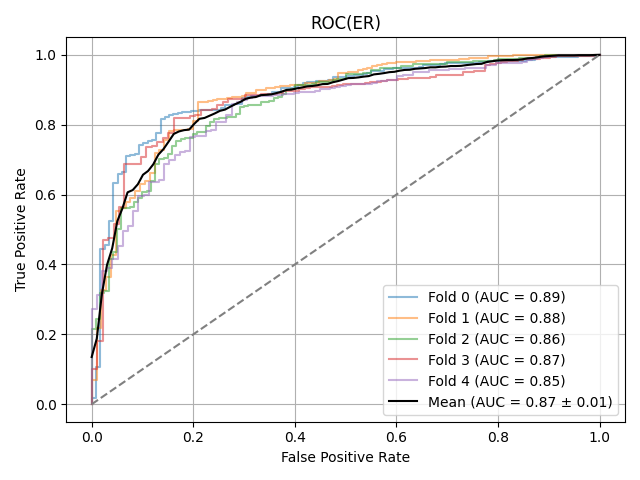 ROC(ER)
True Positive Rate
1.0
0.8
0.6
0.4
0.2
0.0
Fold 0 (AUC = 0.89)
Fold 1 (AUC = 0.88)
Fold 2 (AUC = 0.86)
Fold 3 (AUC = 0.87)
Fold 4 (AUC = 0.85)
Mean (AUC = 0.87 ± 0.01)
0.0 0.2 0.4 0.6 0.8 1.0
False Positive Rate